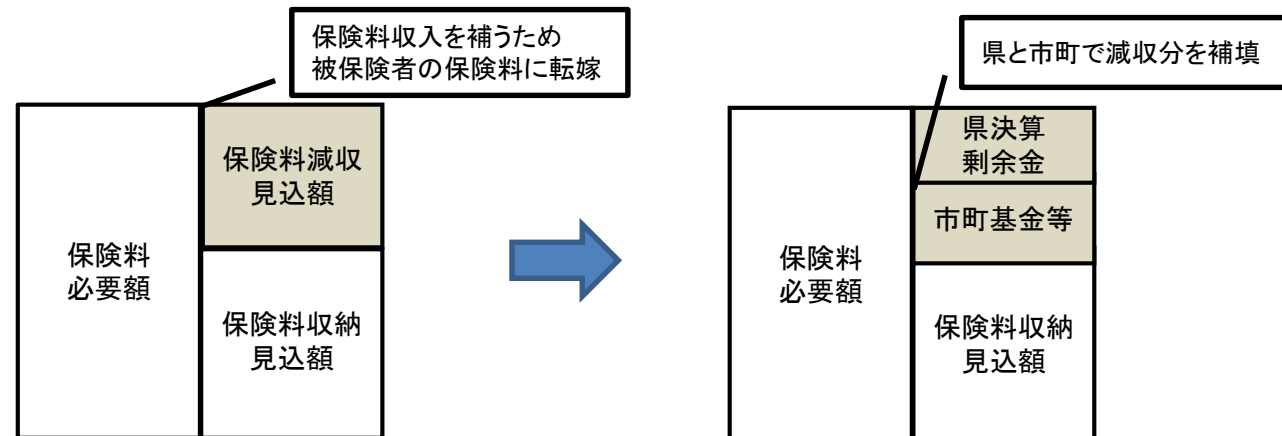 保険料収入を補うため
被保険者の保険料に転嫁
保険料
必要額
保険料減収
見込額
保険料収納
見込額
県と市町で減収分を補填
保険料
必要額
県決算
剰余金
市町基金等
保険料収納
見込額